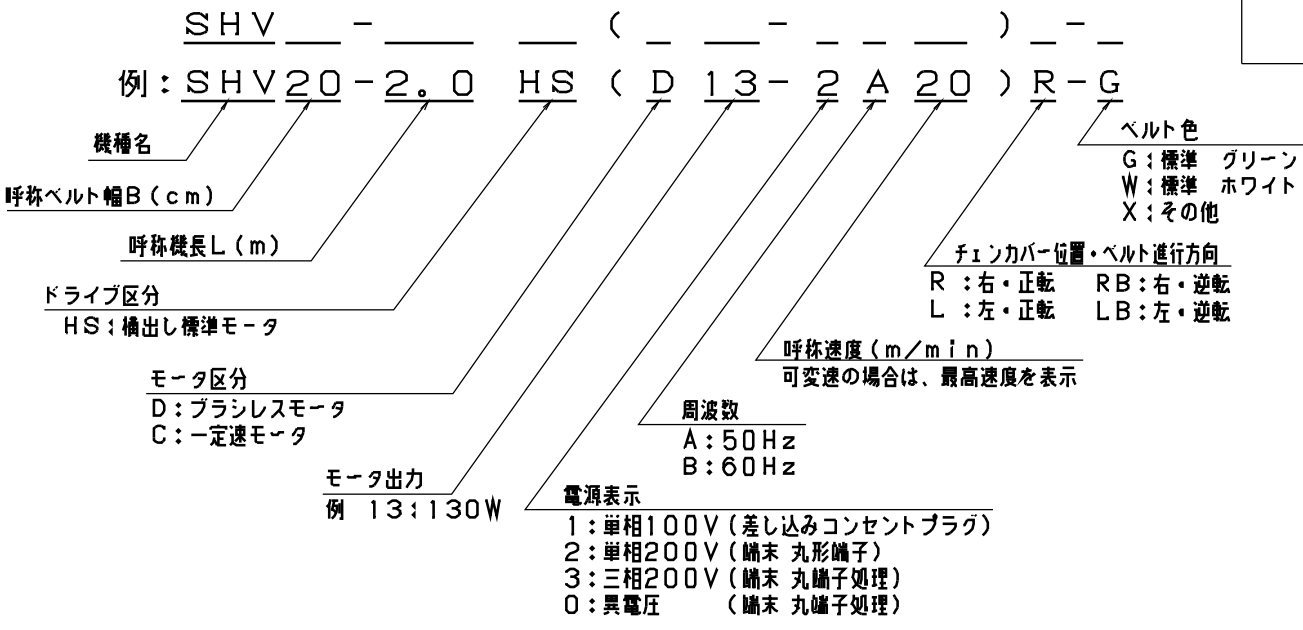 SHV __ - ___ __ ( _ __ - _ _ __ ) _ - _
例:SHV20-2.0 HS(D 13-2 A 20)R-G
機種名
呼称ベルト幅B(cm)
呼称機長L(m)
ドライブ区分
HS:横出し標準モータ
モータ区分
D:ブラシレスモータ
C:一定速モータ
モータ出力
例 13:130W
電源表示
1:単相100V(差し込みコンセントプラグ)
2:単相200V(端末 丸形端子)
3:三相200V(端末 丸端子処理)
0:異電圧 (端末 丸端子処理)
周波数
A:50Hz
B:60Hz
呼称速度(m/min)
可変速の場合は、最高速度を表示
チェンカバー位置・ベルト進行方向
R :右・正転 RB:右・逆転
L :左・正転 LB:左・逆転
ベルト色
G:標準 グリーン
W:標準 ホワイト
X:その他